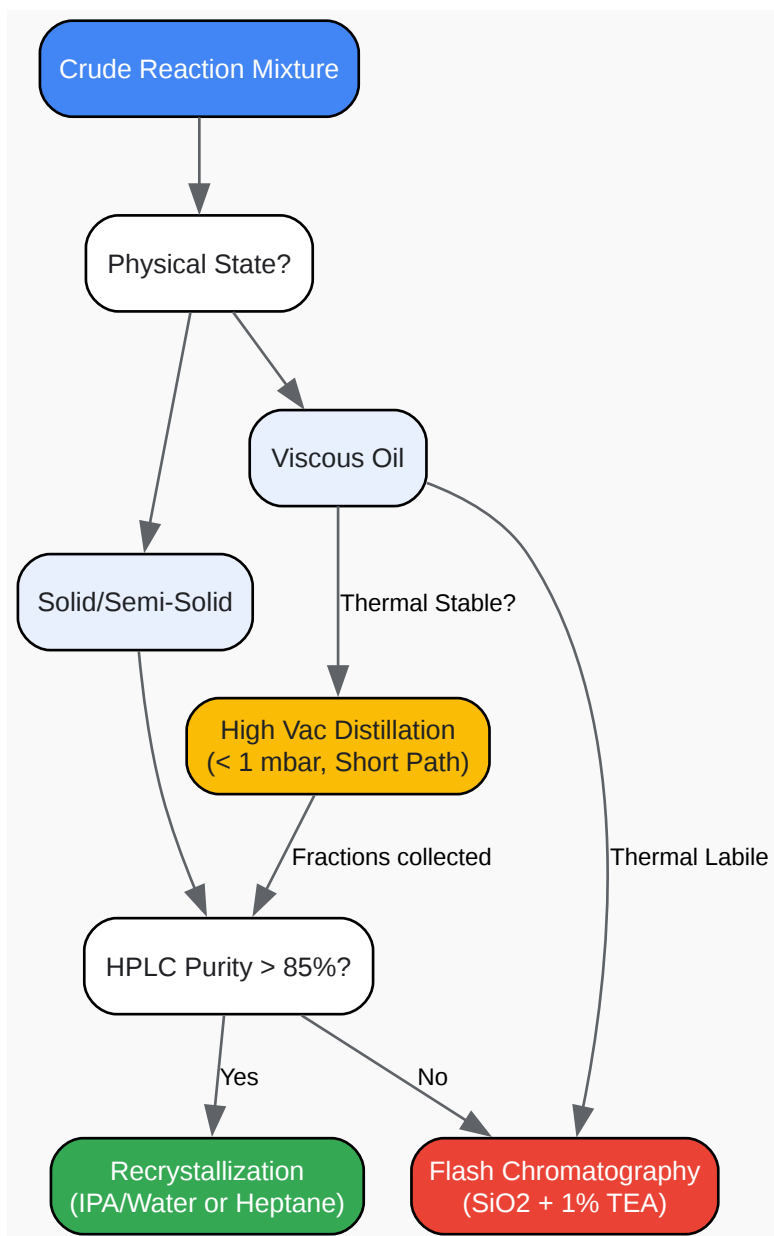 Crude Reaction Mixture
Physical State?
Viscous Oil
Solid/Semi-Solid
Thermal Stable?
High Vac Distillation
(< 1 mbar, Short Path)
Fractions collected
Thermal Labile
HPLC Purity > 85%?
Yes
No
Recrystallization
(IPA/Water or Heptane)
Flash Chromatography
(SiO2 + 1% TEA)